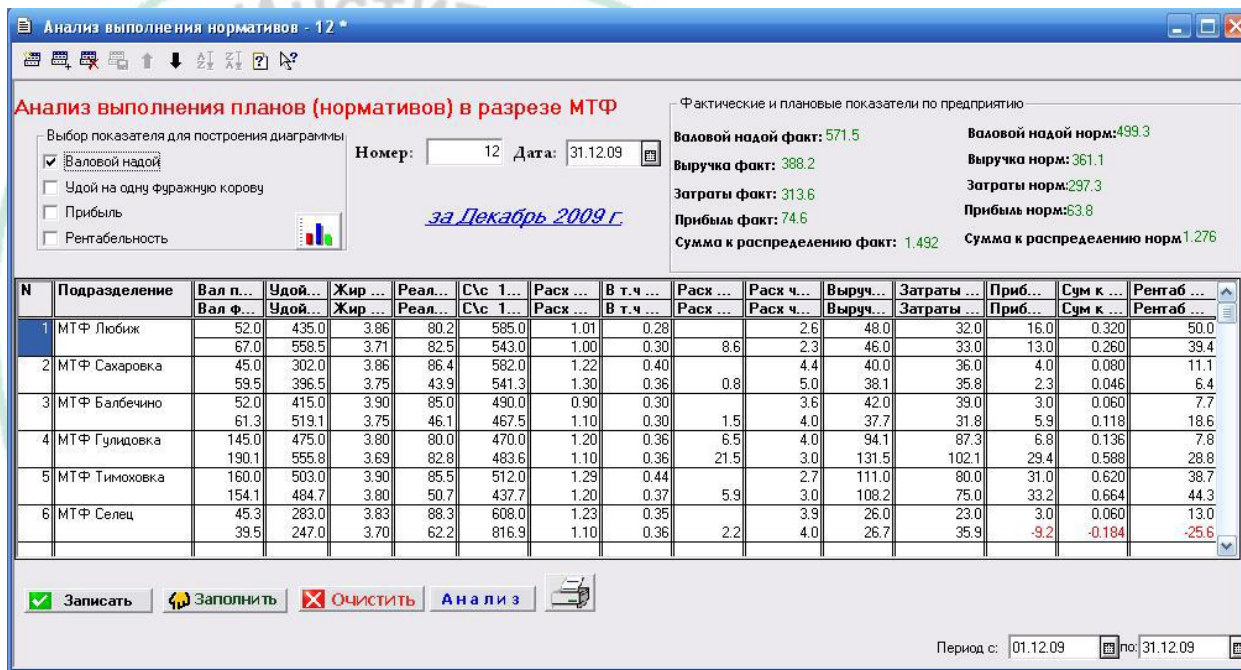 Анализ выполнения нормативов - 12 *
Анализ выполнения планов (нормативов) в разрезе МТФ
Выбор показателя для построения диаграммы
Валовой надой
Удой на одну фуражную корову
Прибыль
Рентабельность
Номер: 12 Дата: 31.12.09
за Декабрь 2009 г.
Фактические и плановые показатели по предприятию
Валовой надой факт: 571.5 Валовой надой норм:499.3
Выручка факт: 388.2 Выручка норм: 361.1
Затраты факт: 313.6 Затраты норм:297.3
Прибыль факт: 74.6 Прибыль норм:63.8
Сумма к распределению факт: 1.492 Сумма к распределению норм 1.276
N Подразделение Вал п... Удой... Жир ... Реал... С\с 1... Расх ... В т.ч ... Расх ... Расх ч... Выруч... Затраты ... Приб... Сум к ... Рентаб ...
Вал ф... Удой... Жир ... Реал... С\с 1... Расх ... В т.ч ... Расх ... Расх ч... Выруч... Затраты ... Приб... Сум к ... Рентаб ...
1 МТФ Любиж 52.0 435.0 3.86 80.2 585.0 1.01 0.28 2.6 48.0 32.0 16.0 0.320 50.0
67.0 558.5 3.71 82.5 543.0 1.00 0.30 8.6 2.3 46.0 33.0 13.0 0.260 39.4
2 МТФ Сахаровка 45.0 302.0 3.86 86.4 582.0 1.22 0.40 4.4 40.0 36.0 4.0 0.080 11.1
59.5 396.5 3.75 43.9 541.3 1.30 0.36 0.8 5.0 38.1 35.8 2.3 0.046 6.4
3 МТФ Балбечино 52.0 415.0 3.90 85.0 490.0 0.90 0.30 3.6 42.0 39.0 3.0 0.060 7.7
61.3 519.1 3.75 46.1 467.5 1.10 0.30 1.5 4.0 37.7 31.8 5.9 0.118 18.6
4 МТФ Гулидовка 145.0 475.0 3.80 80.0 470.0 1.20 0.36 6.5 4.0 94.1 87.3 6.8 0.136 7.8
190.1 555.8 3.69 82.8 483.6 1.10 0.36 21.5 3.0 131.5 102.1 29.4 0.588 28.8
5 МТФ Тимоховка 160.0 503.0 3.90 85.5 512.0 1.29 0.44 2.7 111.0 80.0 31.0 0.620 38.7
154.1 484.7 3.80 50.7 437.7 1.20 0.37 5.9 3.0 108.2 75.0 33.2 0.664 44.3
6 МТФ Селец 45.3 283.0 3.83 88.3 608.0 1.23 0.35 3.9 26.0 23.0 3.0 0.060 13.0
39.5 247.0 3.70 62.2 816.9 1.10 0.36 2.2 4.0 26.7 35.9 -9.2 -0.184 -25.6
Записать Заполнить Очистить Анализ
Период с: 01.12.09 по: 31.12.09